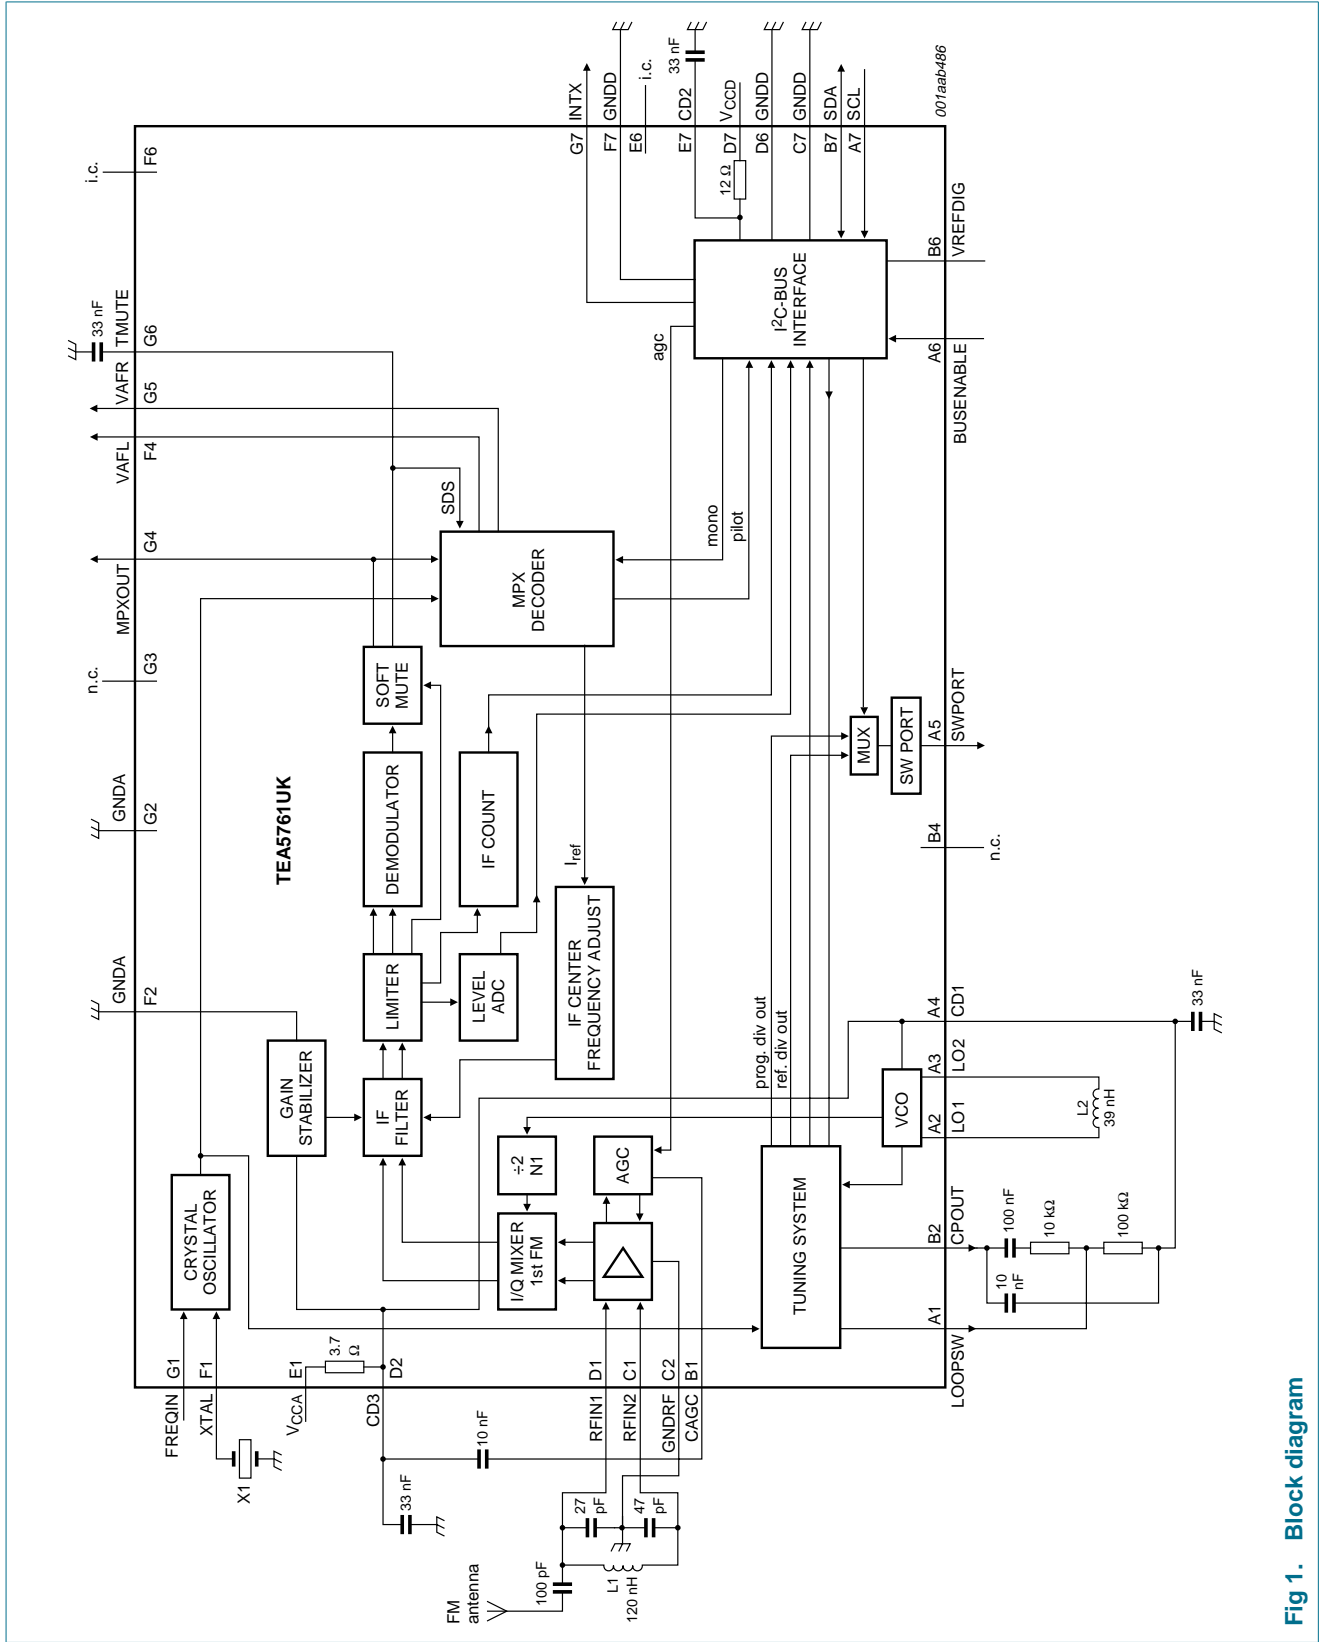 FM
antenna
100 pF
L1
120 nH
27
pF
47
pF
33 nF
10 nF
X1
FREQIN
XTAL
VCCA
CD3
RFIN1
RFIN2
GNDRF
CAGC
G1
F1
E1
D2
D1
C1
C2
B1
3.7
Ω
CRYSTAL
OSCILLATOR
GAIN
STABILIZER
I/Q MIXER
1st FM
÷2
N1
AGC
IF
FILTER
LIMITER
LEVEL
ADC
IF CENTER
FREQUENCY ADJUST
Iref
DEMODULATOR
IF COUNT
SOFT
MUTE
MPX
DECODER
SDS
TEA5761UK
GNDA
F2
GNDA
G2
n.c.
G3
MPXOUT
G4
VAFL
F4
VAFR
G5
TMUTE
G6
33 nF
i.c.
F6
mono
pilot
agc
I2C-BUS
INTERFACE
12 Ω
G7
INTX
F7
GNDD
E6
i.c.
E7
CD2
33 nF
D7
VCCD
D6
GNDD
C7
GNDD
B7
SDA
A7
SCL
TUNING SYSTEM
prog. div out
ref. div out
VCO
MUX
SW PORT
A1
LOOPSW
B2
CPOUT
A2
LO1
A3
LO2
A4
CD1
B4
n.c.
A5
SWPORT
A6
BUSENABLE
B6
VREFDIG
10
nF
100 nF
10 kΩ
100 kΩ
L2
39 nH
33 nF
001aab486
Fig 1. Block diagram